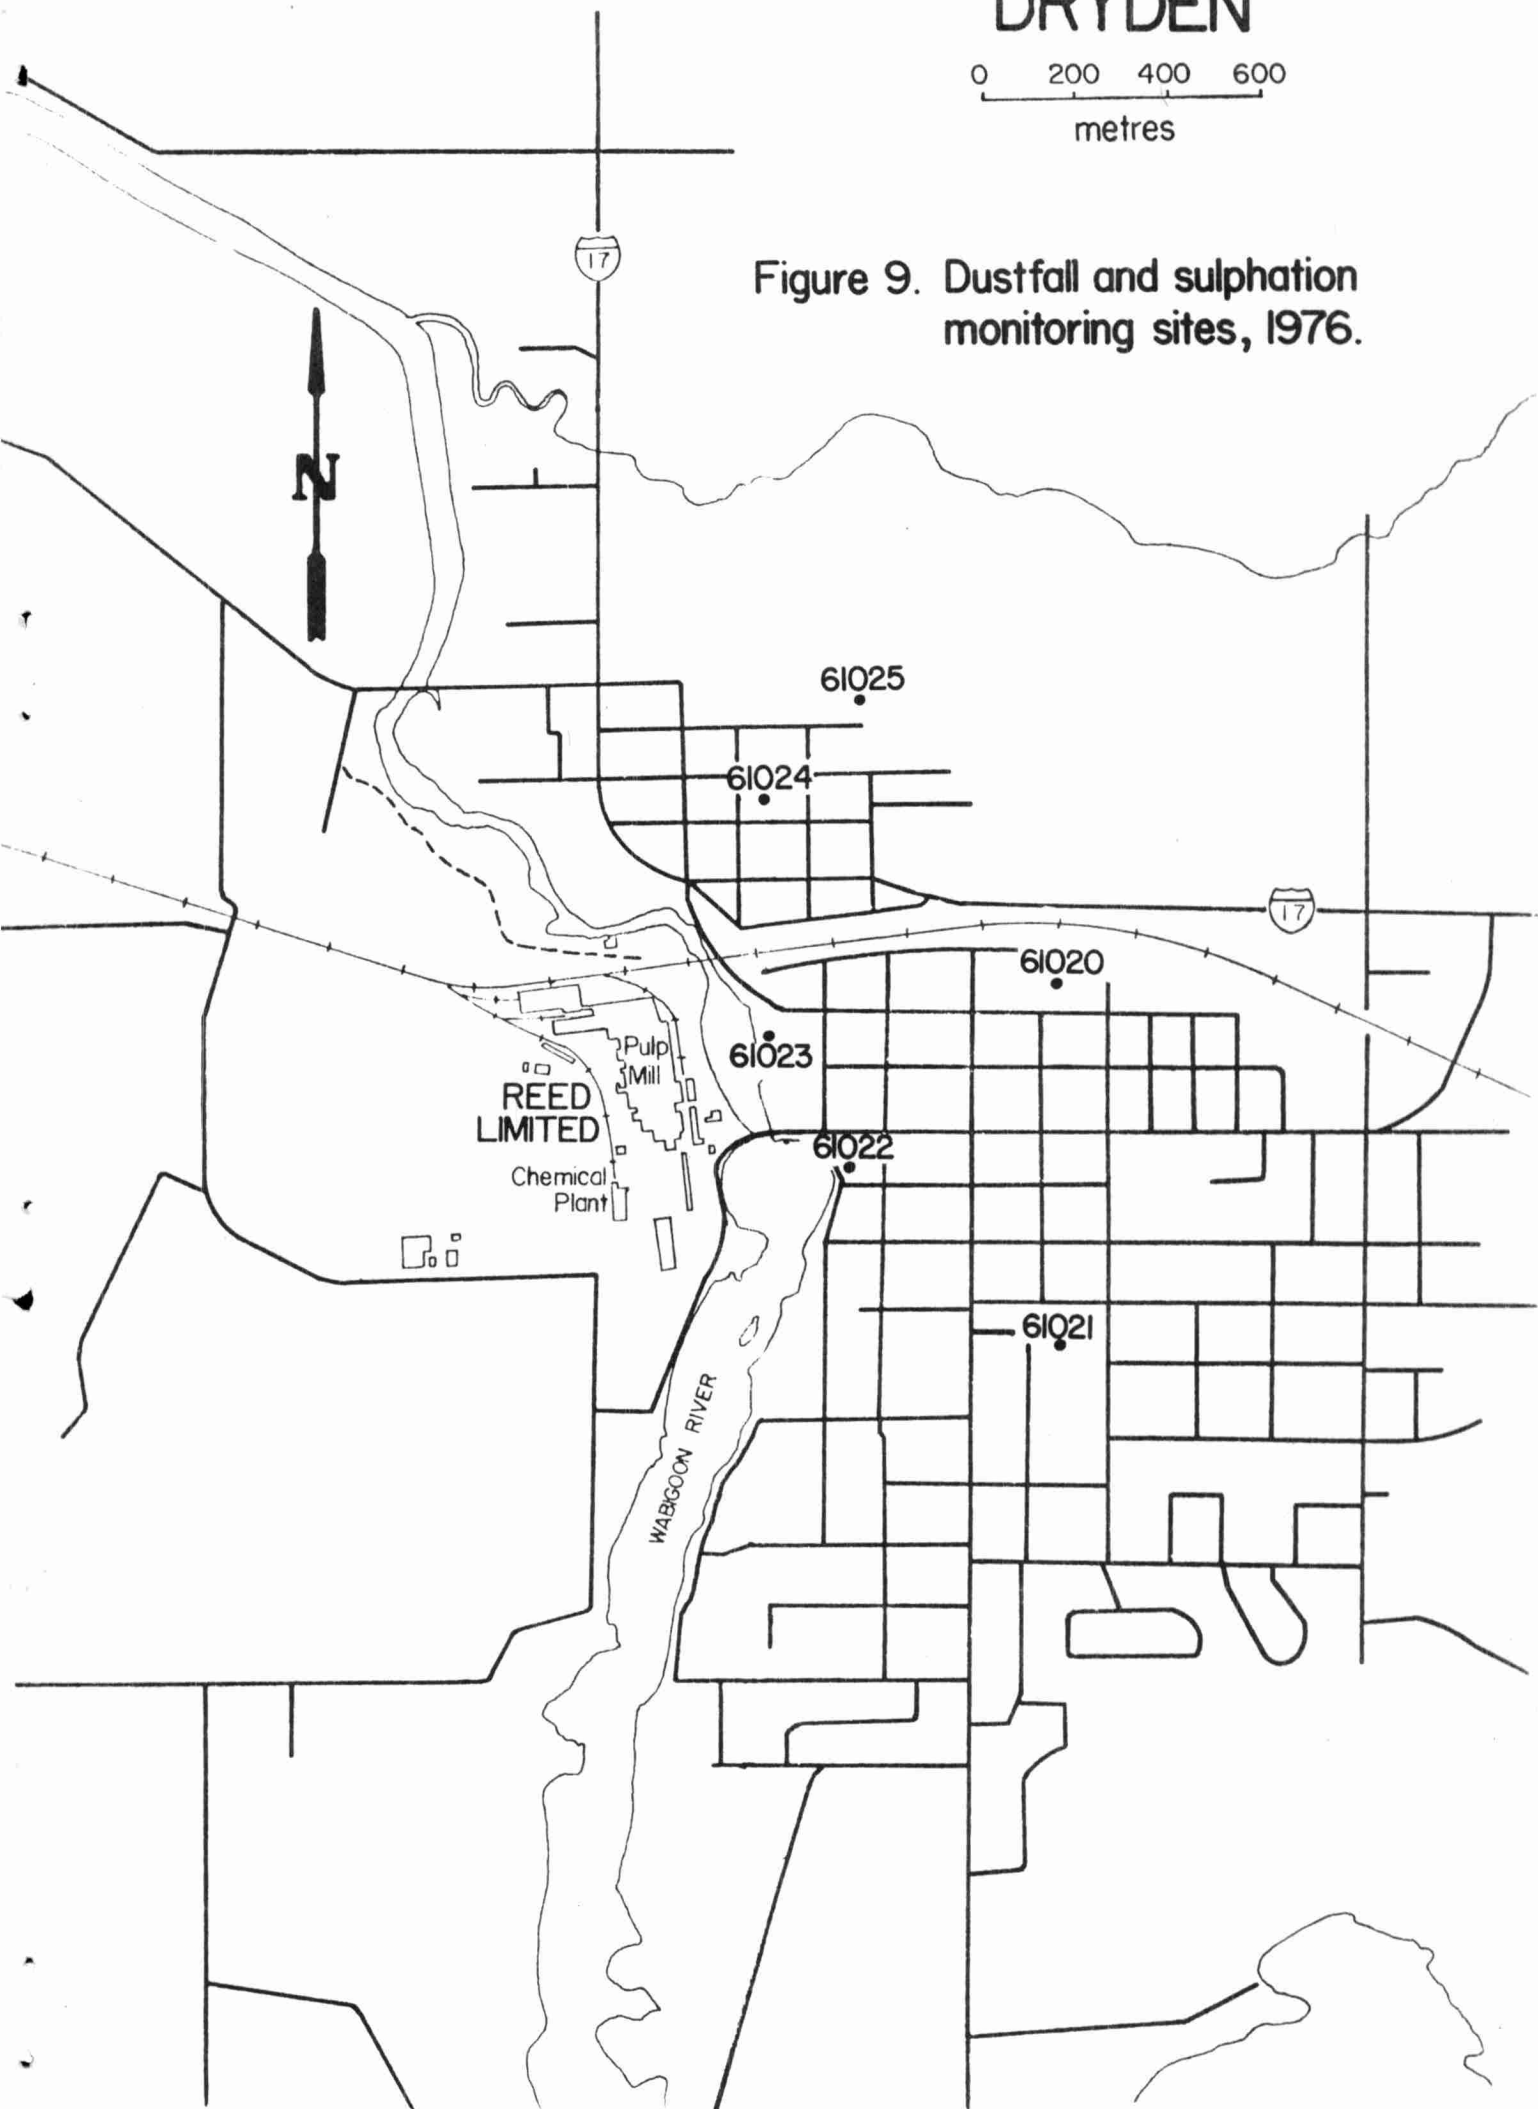 DRYDEN
0 200 400 600
metres
17
Figure 9. Dustfall and sulphation
monitoring sites, 1976.
N
61025
61024
17
61020
61023
Pulp
Mill
REED
LIMITED
61022
Chemical
Plant
61021
WABIGOON RIVER